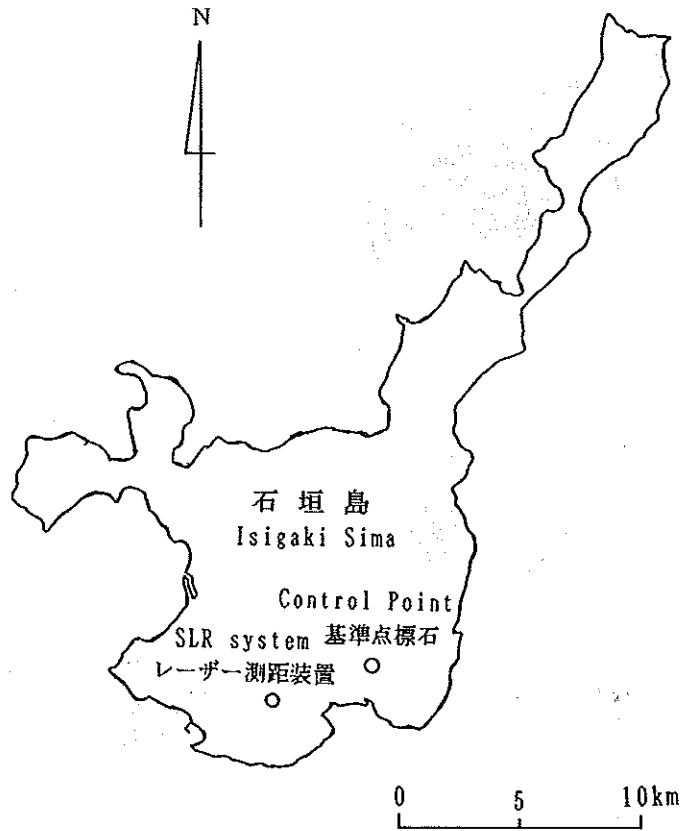 N
石垣島
Isigaki Sima
Control Point
基準点標石
SLR system
レーザー測距装置
0 5 10km